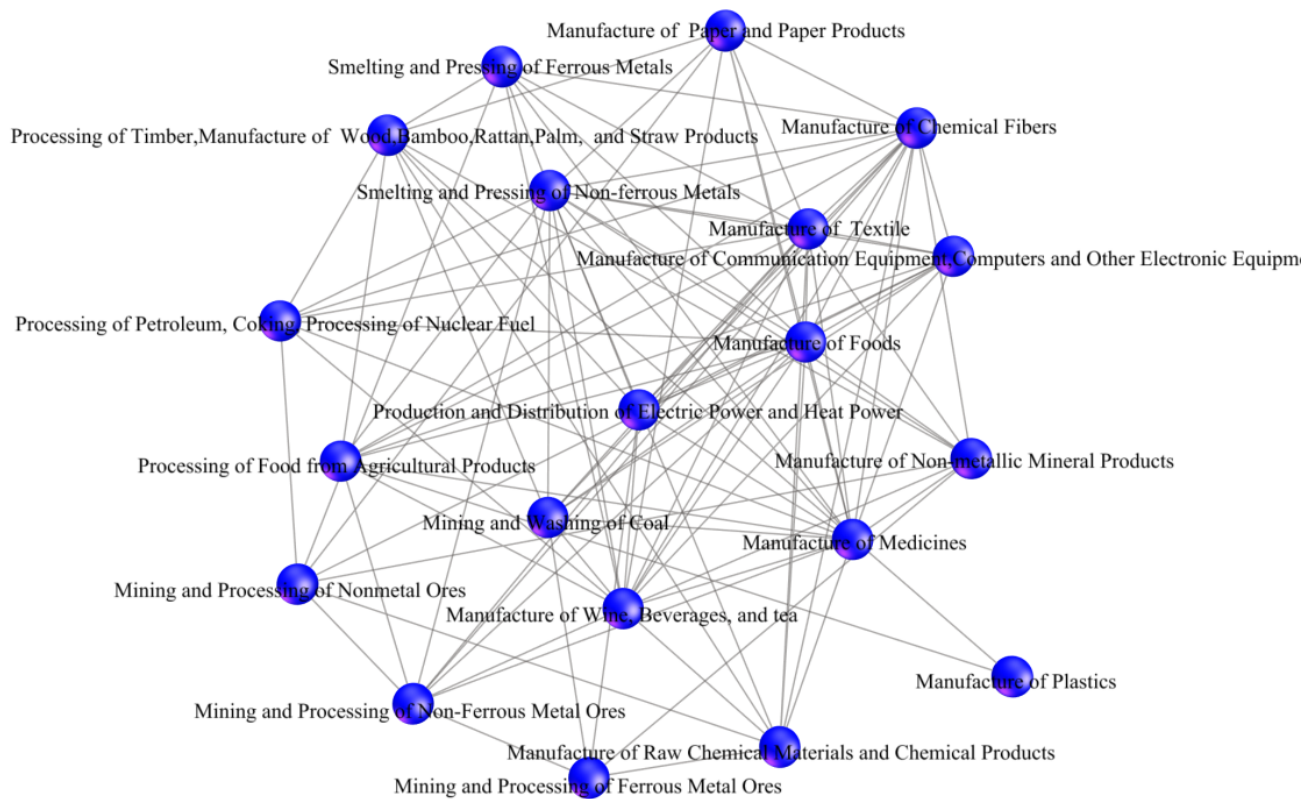 Manufacture of Paper and Paper Products
Smelting and Pressing of Ferrous Metals
Manufacture of Chemical Fibers
Processing of Timber,Manufacture of Wood,Bamboo,Rattan,Palm, and Straw Products
Smelting and Pressing of Non-ferrous Metals
Manufacture of Textile
Manufacture of Communication Equipment,Computers and Other Electronic Equipm
Processing of Petroleum, Coking, Processing of Nuclear Fuel
Manufacture of Foods
Production and Distribution of Electric Power and Heat Power
Processing of Food from Agricultural Products
Manufacture of Non-metallic Mineral Products
Mining and Washing of Coal
Manufacture of Medicines
Mining and Processing of Nonmetal Ores
Manufacture of Wine, Beverages, and tea
Manufacture of Plastics
Mining and Processing of Non-Ferrous Metal Ores
Manufacture of Raw Chemical Materials and Chemical Products
Mining and Processing of Ferrous Metal Ores